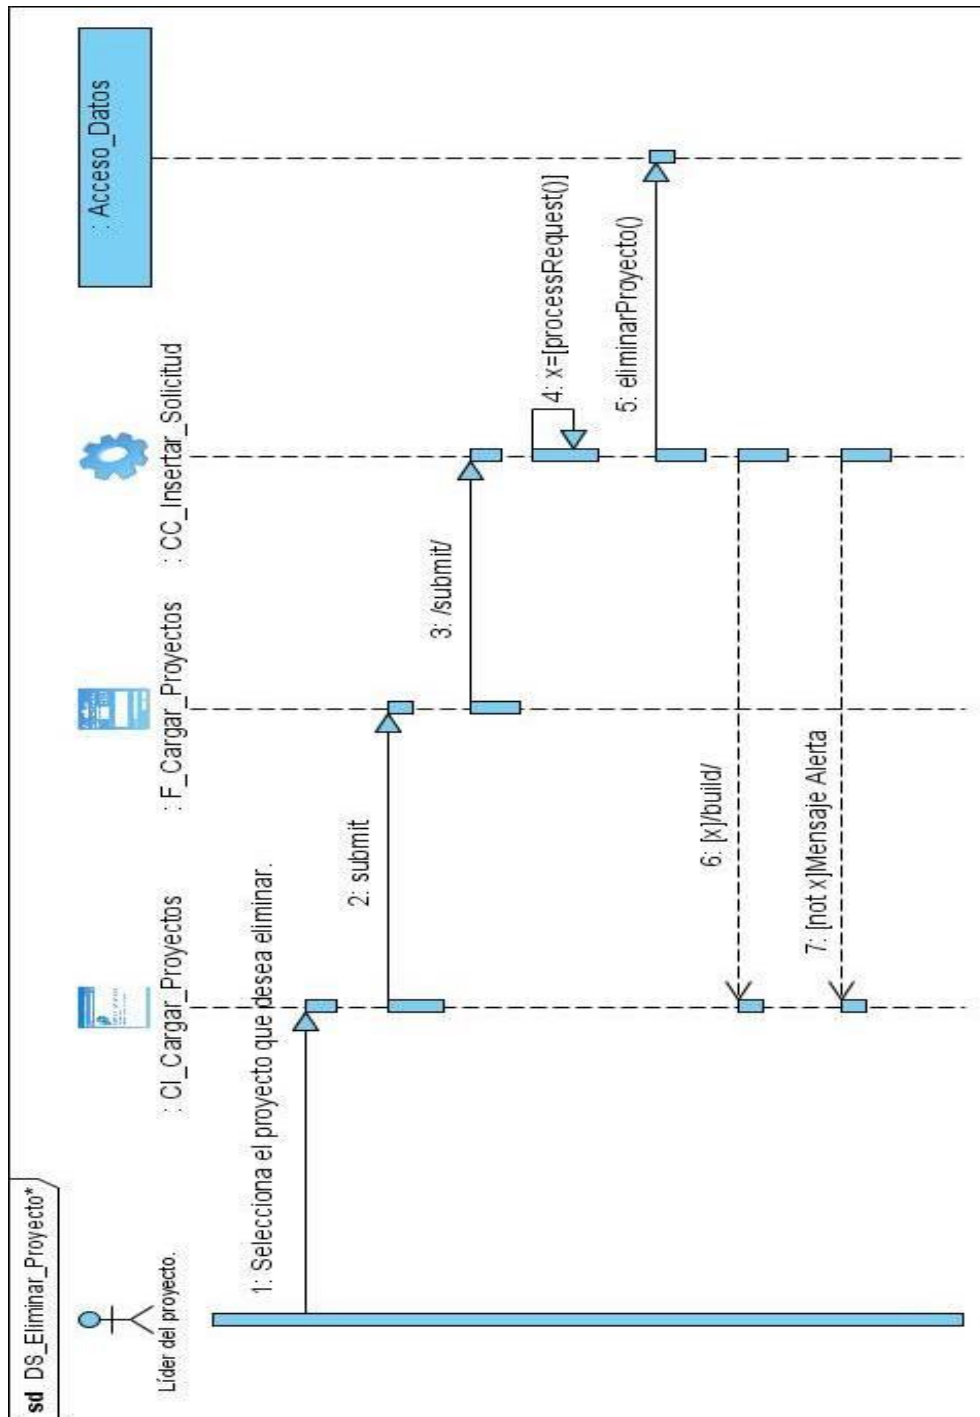 sd DS_Eliminar_Proyecto*
Líder del proyecto.
: CI_Cargar_Proyectos
: F_Cargar_Proyectos
: CC_Insertar_Solicitud
: Acceso_Datos
1: Selecciona el proyecto que desea eliminar.
2: submit
3: /submit/
4: x=[processRequest()]
5: eliminarProyecto()
6: [x]/build/
7: [not x]Mensaje Alerta